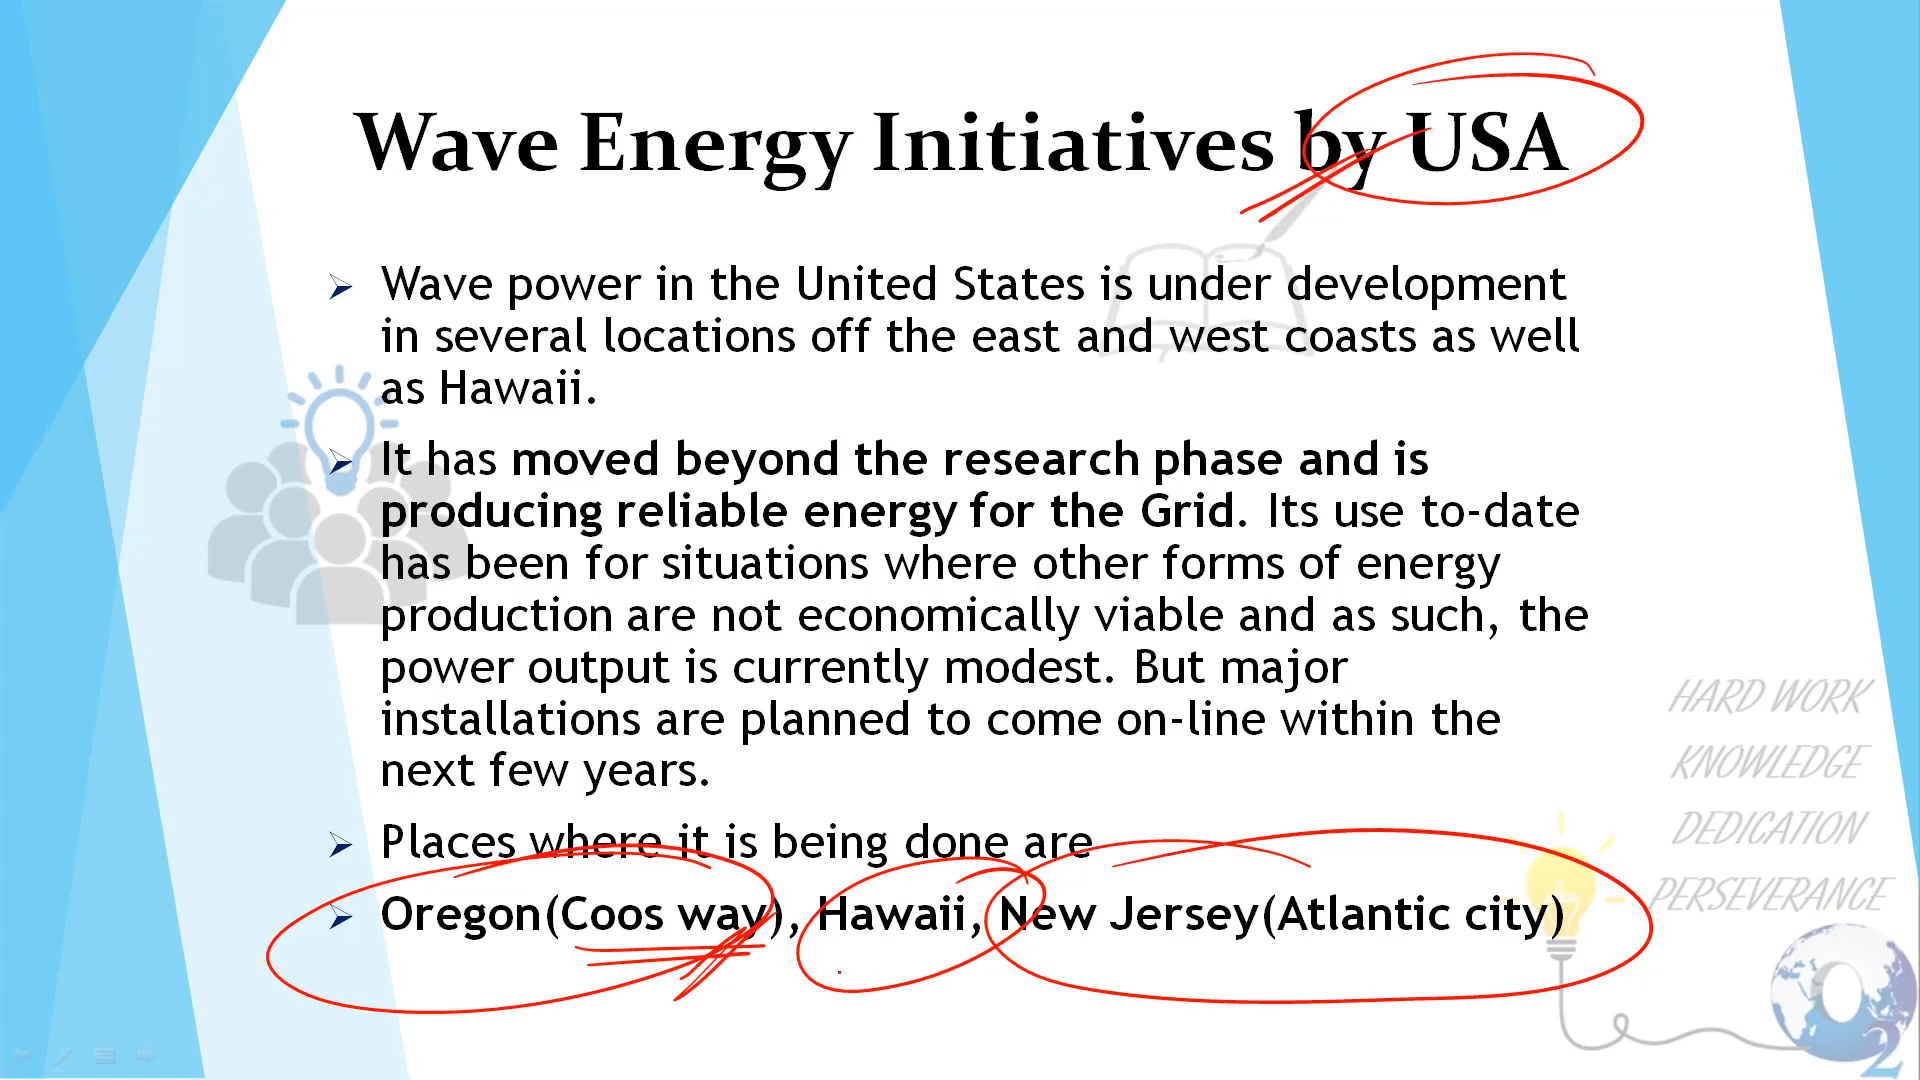 Wave Energy Initiatives by USA
Wave power in the United States is under development
in several locations off the east and west coasts as well
as Hawaii.
It has moved beyond the research phase and is
producing reliable energy for the Grid. Its use to-date
has been for situations where other forms of energy
production are not economically viable and as such, the
power output is currently modest. But major
installations are planned to come on-line within the
next few years.
Places where it is being done are
Oregon(Coos way), Hawaii, New Jersey(Atlantic city)
HARD WORK
KNOWLEDGE
DEDICATION
PERSEVERANCE
O2